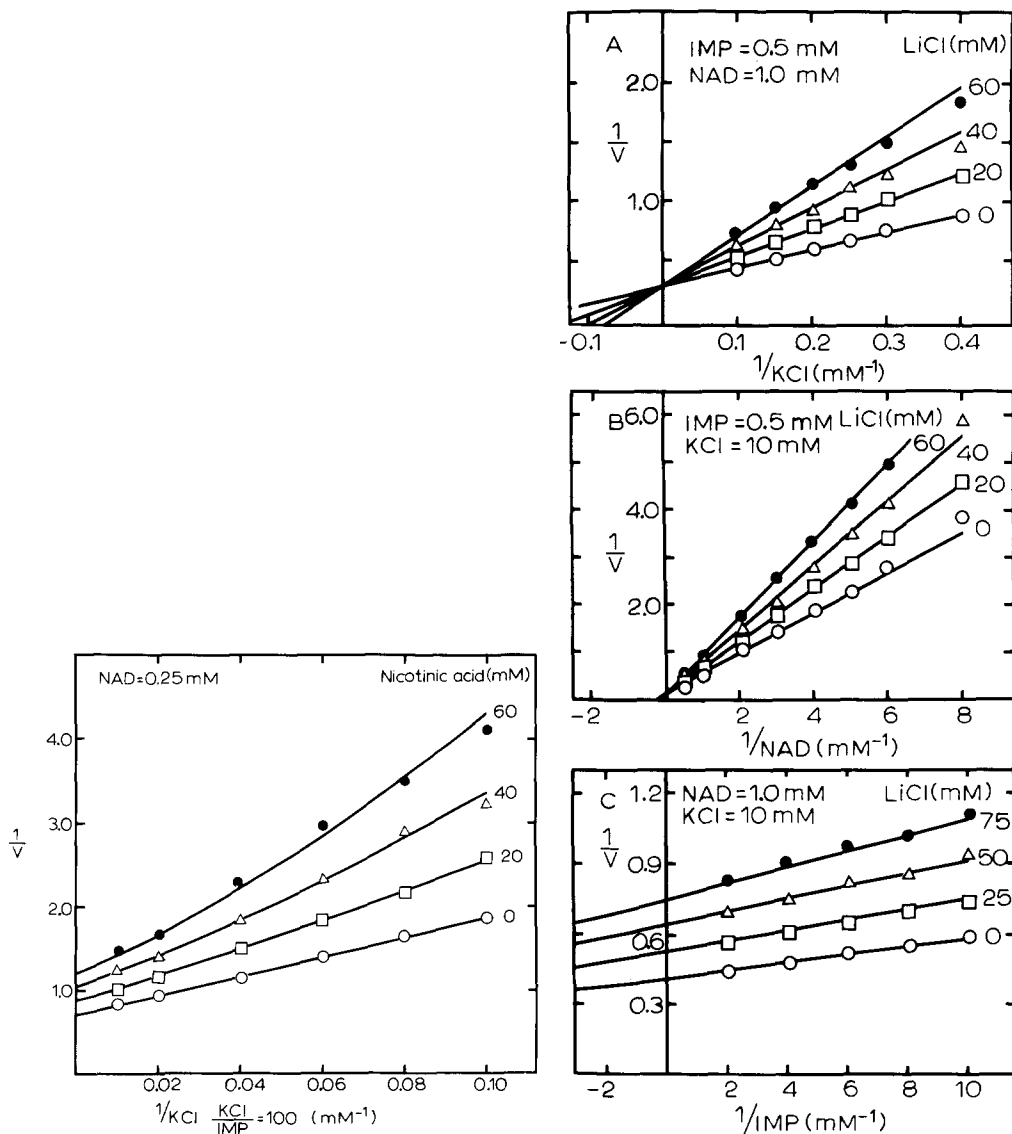 A
IMP = 0.5 mM
NAD = 1.0 mM
LiCl (mM)
60
40
20
0
2.0
1.0
1/V
-0.1
0.1
0.2
0.3
0.4
1/KCl (mM⁻¹)
B
IMP = 0.5 mM
KCl = 10 mM
LiCl (mM)
60
40
20
0
6.0
4.0
2.0
1/V
-2
0
2
4
6
8
1/NAD (mM⁻¹)
NAD = 0.25 mM
Nicotinic acid (mM)
60
40
20
0
4.0
3.0
2.0
1.0
1/V
0.02
0.04
0.06
0.08
0.10
1/KCl KCl/IMP = 100 (mM⁻¹)
C
NAD = 1.0 mM
KCl = 10 mM
LiCl (mM)
75
50
25
0
1.2
0.9
0.6
0.3
1/V
-2
2
4
6
8
10
1/IMP (mM⁻¹)